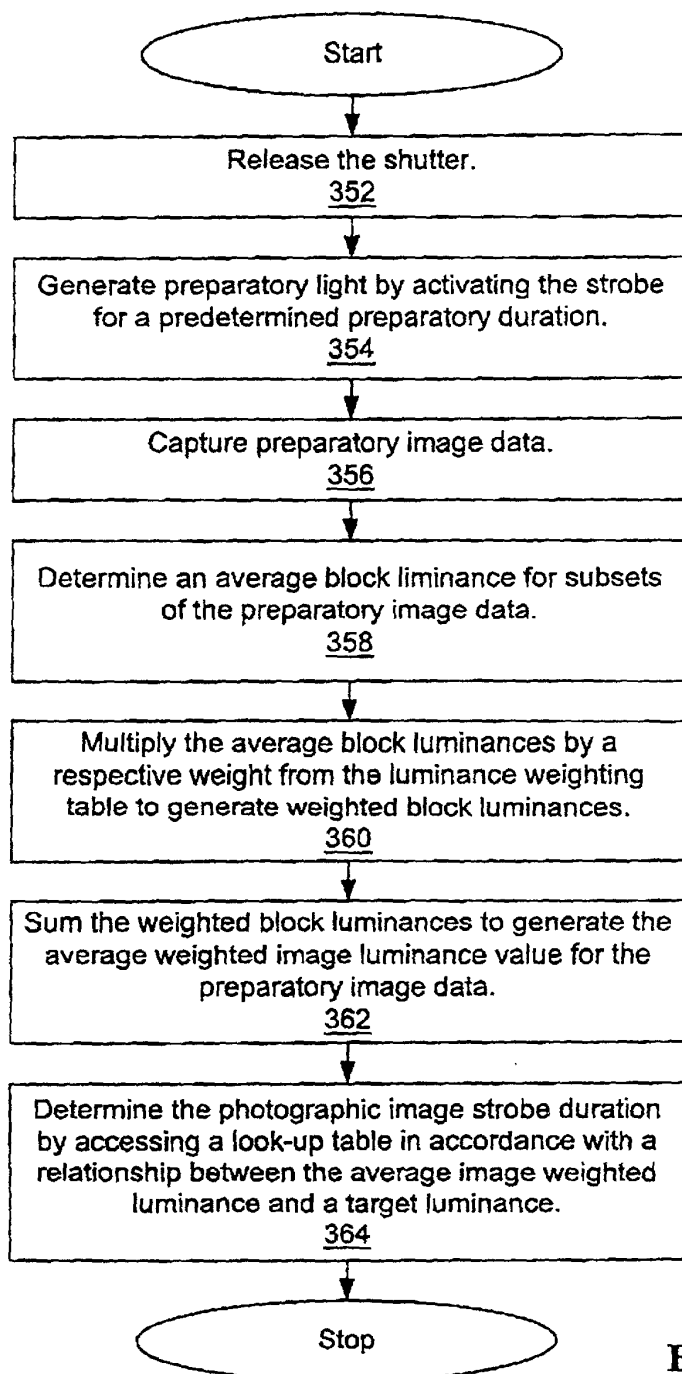 Start
Release the shutter.
352
Generate preparatory light by activating the strobe
for a predetermined preparatory duration.
354
Capture preparatory image data.
356
Determine an average block liminance for subsets
of the preparatory image data.
358
Multiply the average block luminances by a
respective weight from the luminance weighting
table to generate weighted block luminances.
360
Sum the weighted block luminances to generate the
average weighted image luminance value for the
preparatory image data.
362
Determine the photographic image strobe duration
by accessing a look-up table in accordance with a
relationship between the average image weighted
luminance and a target luminance.
364
Stop